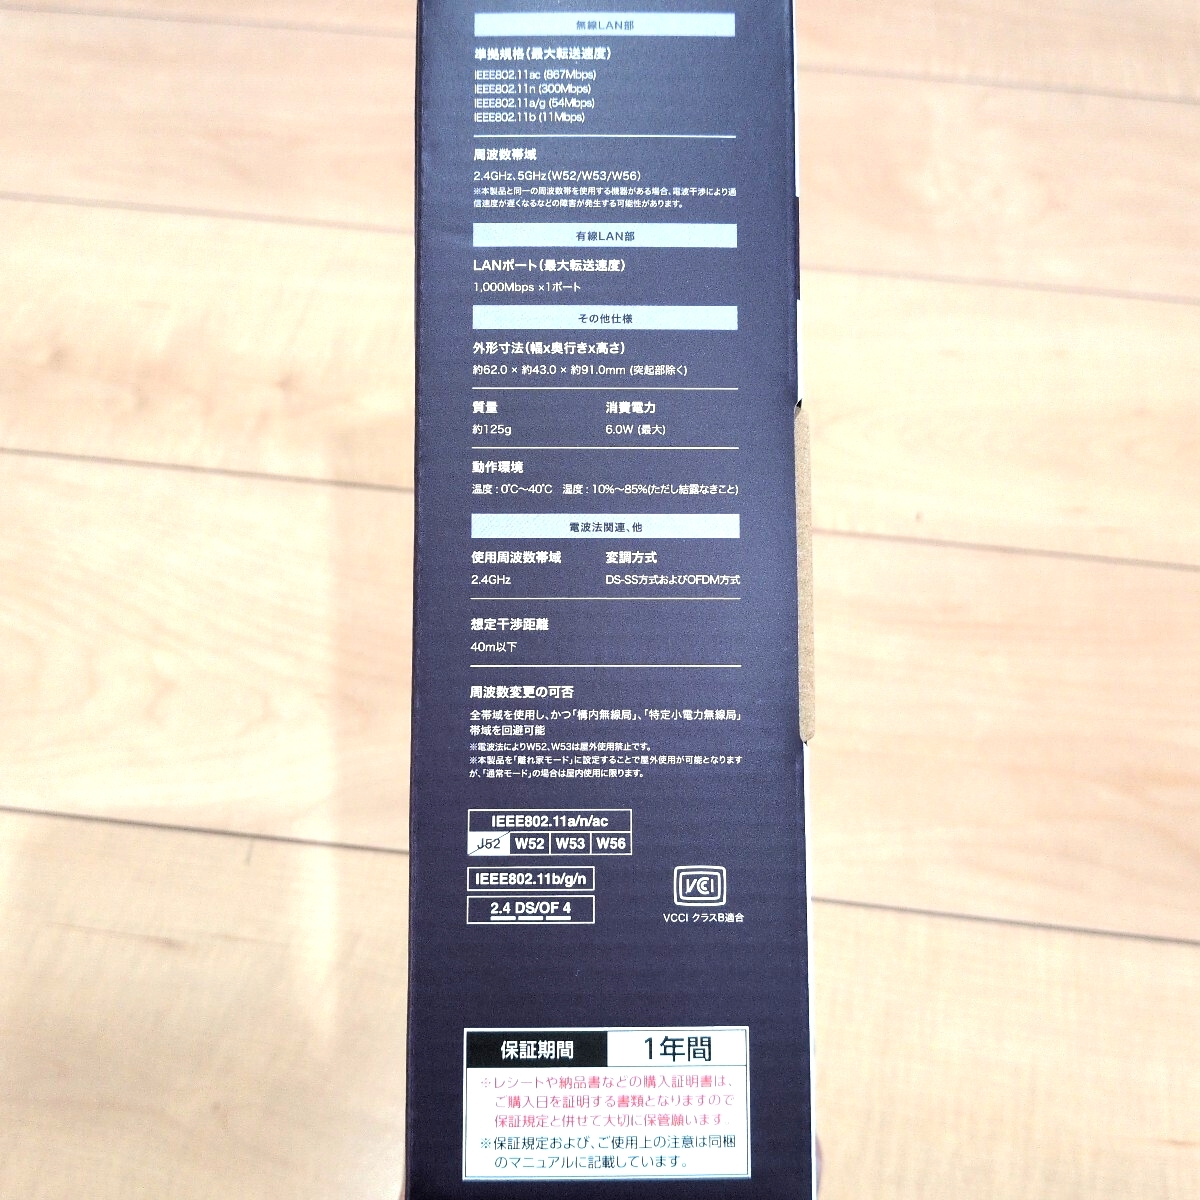 無線LAN部
準拠規格(最大転送速度)
IEEE802.11ac (867Mbps)
IEEE802.11n (300Mbps)
IEEE802.11a/g (54Mbps)
IEEE802.11b (11Mbps)
周波数帯域
2.4GHz、5GHz(W52/W53/W56)
※本製品と同一の周波数帯を使用する機器がある場合、電波干渉により通
信速度が遅くなるなどの障害が発生する可能性があります。
有線LAN部
LANポート(最大転送速度)
1,000Mbps ×1ポート
その他仕様
外形寸法(幅x奥行きx高さ)
約62.0 × 約43.0 × 約91.0mm (突起部除く)
質量 消費電力
約125g 6.0W (最大)
動作環境
温度 : 0℃〜40℃ 湿度 : 10%〜85%(ただし結露なきこと)
電波法関連、他
使用周波数帯域 変調方式
2.4GHz DS-SS方式およびOFDM方式
想定干渉距離
40m以下
周波数変更の可否
全帯域を使用し、かつ「構内無線局」、「特定小電力無線局」
帯域を回避可能
※電波法によりW52、W53は屋外使用禁止です。
※本製品を「離れ家モード」に設定することで屋外使用が可能となります
が、「通常モード」の場合は屋内使用に限ります。
IEEE802.11a/n/ac
J52 W52 W53 W56
IEEE802.11b/g/n
2.4 DS/OF 4
VCCI
VCCI クラスB適合
保証期間 1年間
※レシートや納品書などの購入証明書は、
ご購入日を証明する書類となりますので
保証規定と併せて大切に保管願います。
※保証規定および、ご使用上の注意は同梱
のマニュアルに記載しています。